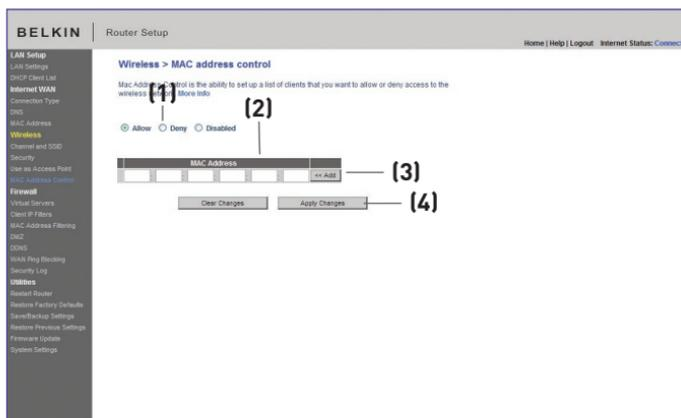 BELKIN
Router Setup
Home | Help | Logout Internet Status: Connect
LAN Setup
LAN Settings
DHCP Client List
Internet WAN
Connection Type
DNS
MAC Address
Wireless
Channel and SSID
Security
Use as Access Point
MAC Address Control
Firewall
Virtual Servers
Client IP Filters
MAC Address Filtering
DMZ
DDNS
WAN Ping Blocking
Security Log
Utilities
Restart Router
Restore Factory Defaults
Save/Backup Settings
Restore Previous Settings
Firmware Update
System Settings
Wireless > MAC address control
Mac Address Control is the ability to set up a list of clients that you want to allow or deny access to the
wireless network. More Info
(1)
(2)
Allow Deny Disabled
MAC Address
: : : : : << Add
(3)
Clear Changes Apply Changes
(4)